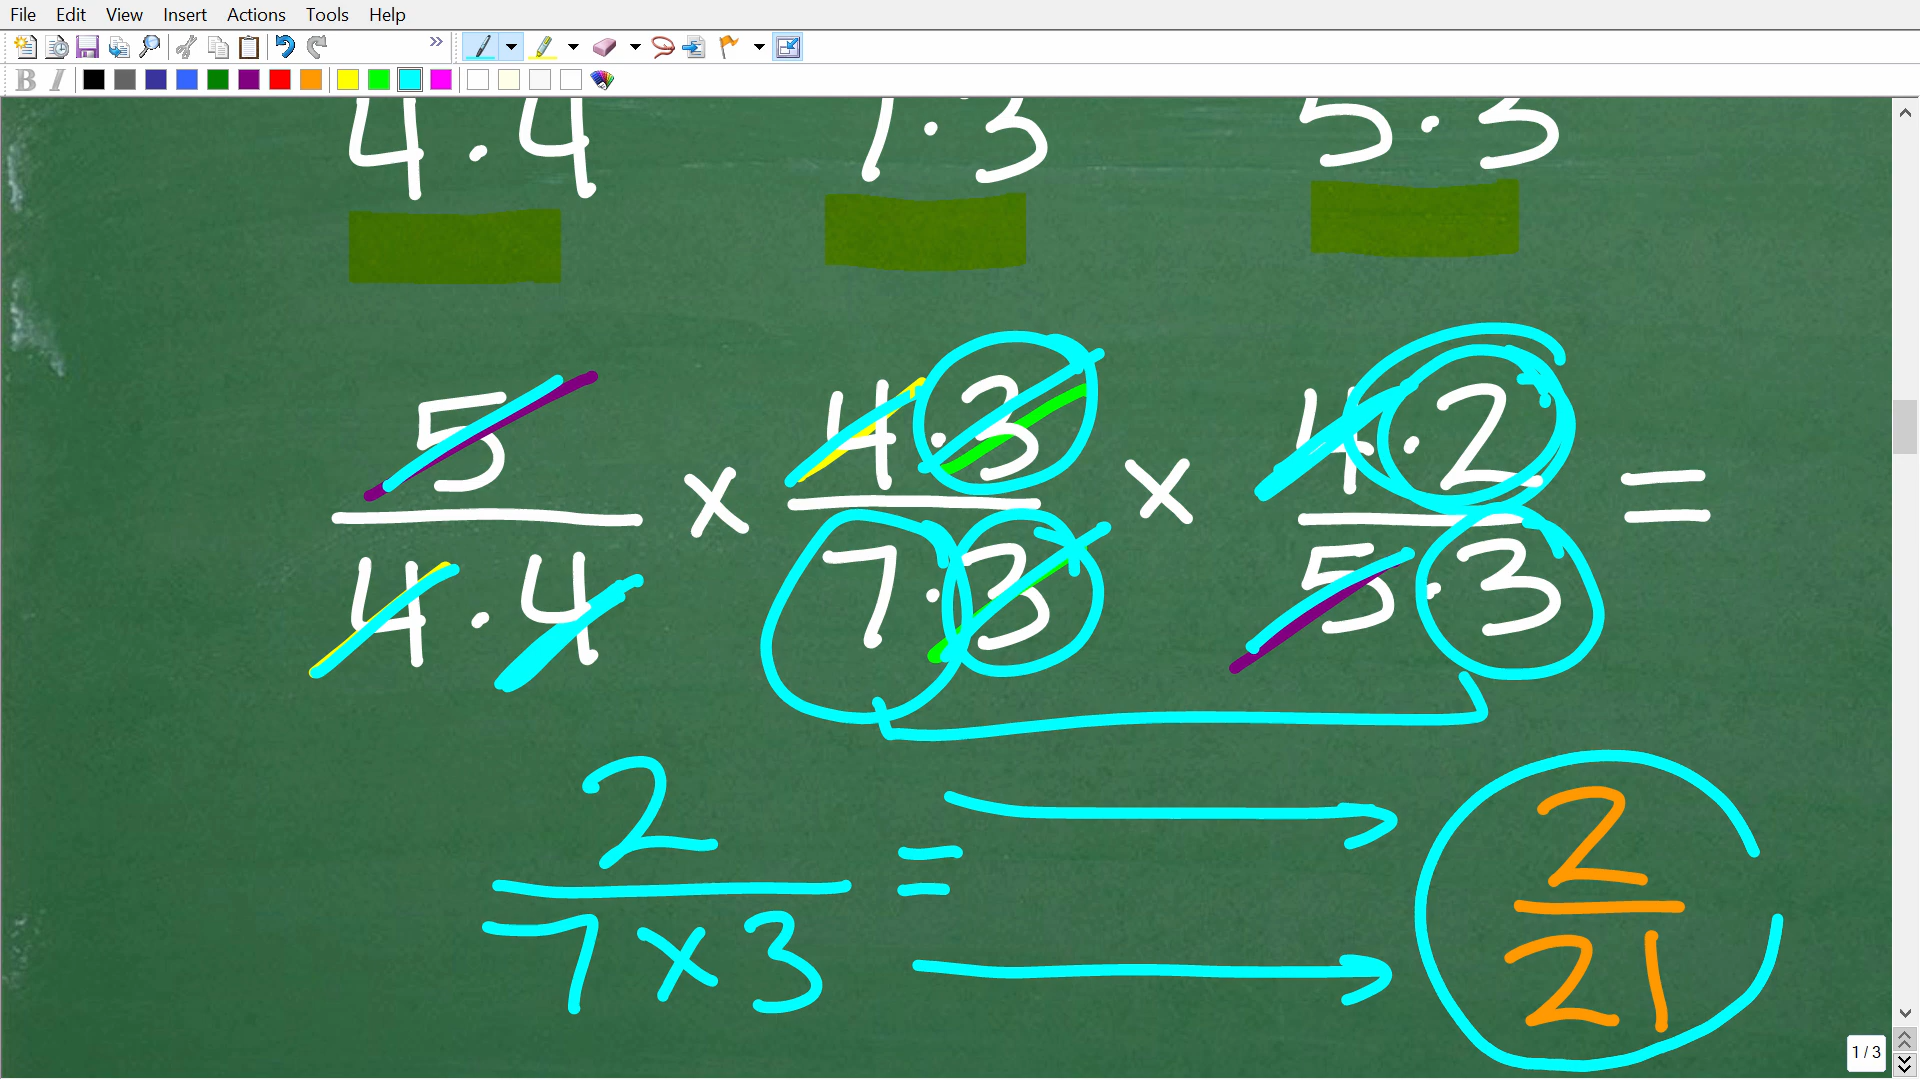 File Edit View Insert Actions Tools Help
B I
4 · 4 7 · 3 5 · 3
5 4 · 3 4 · 2
× × =
4 · 4 7 · 3 5 · 3
2 2
=
7 × 3 21
1 / 3